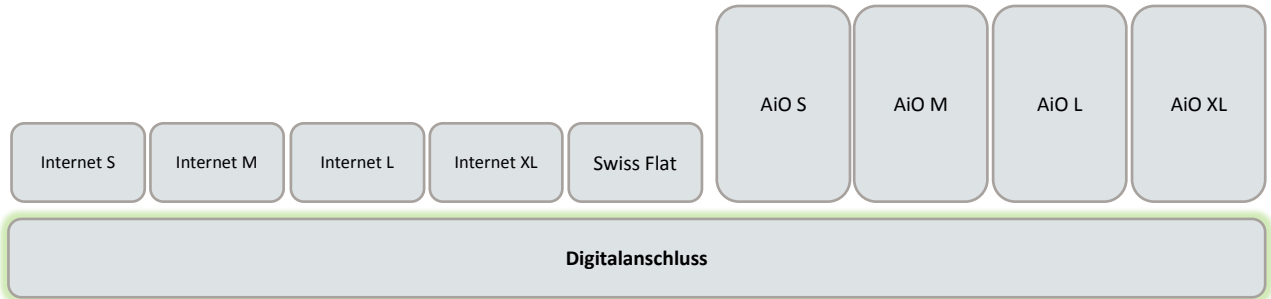 AiO S
AiO M
AiO L
AiO XL
Internet S
Internet M
Internet L
Internet XL
Swiss Flat
Digitalanschluss